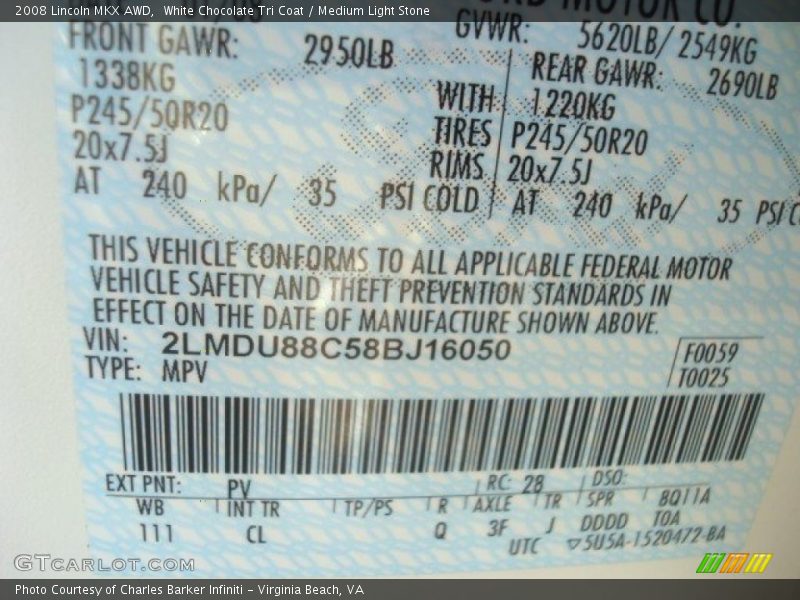 2008 Lincoln MKX AWD,  White Chocolate Tri Coat / Medium Light Stone
MOTOR CO.
FRONT GAWR: 2950LB
1338KG
P245/50R20
20x7.5J
AT 240 kPa/ 35 PSI COLD
GVWR: 5620LB/ 2549KG
REAR GAWR: 2690LB
WITH 1220KG
TIRES P245/50R20
RIMS 20x7.5J
AT 240 kPa/ 35 PSI C
THIS VEHICLE CONFORMS TO ALL APPLICABLE FEDERAL MOTOR
VEHICLE SAFETY AND THEFT PREVENTION STANDARDS IN
EFFECT ON THE DATE OF MANUFACTURE SHOWN ABOVE.
VIN: 2LMDU88C58BJ16050
TYPE: MPV
F0059
T0025
EXT PNT: PV RC: 28 DSO:
WB INT TR TP/PS R AXLE TR SPR 8Q11A
111 CL Q 3F J DDDD TOA
UTC ▽5U5A-1520472-BA
GTCARLOT.COM
Photo Courtesy of Charles Barker Infiniti - Virginia Beach, VA